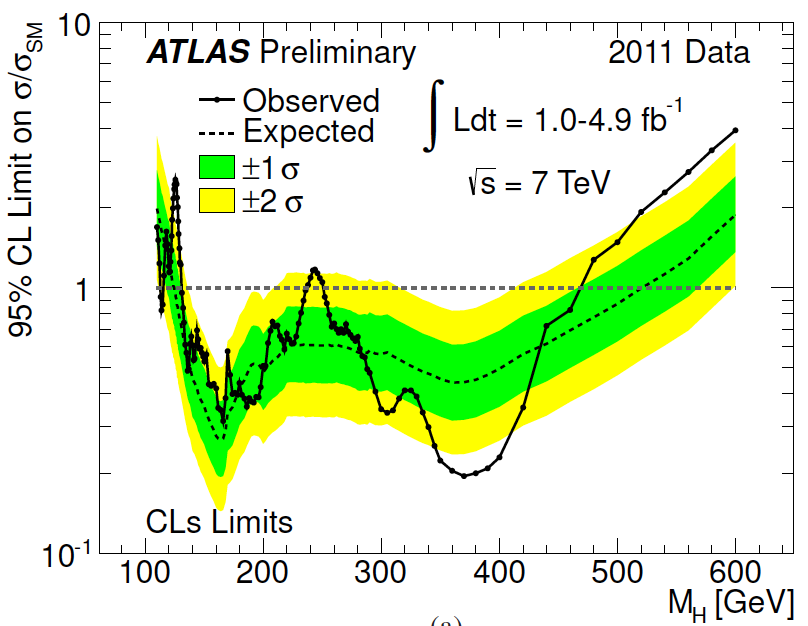 95% CL Limit on σ/σSM
10
1
10-1
ATLAS Preliminary
2011 Data
Observed
Expected
±1 σ
±2 σ
∫ Ldt = 1.0-4.9 fb-1
√s = 7 TeV
CLs Limits
100 200 300 400 500 600
MH [GeV]
(a)